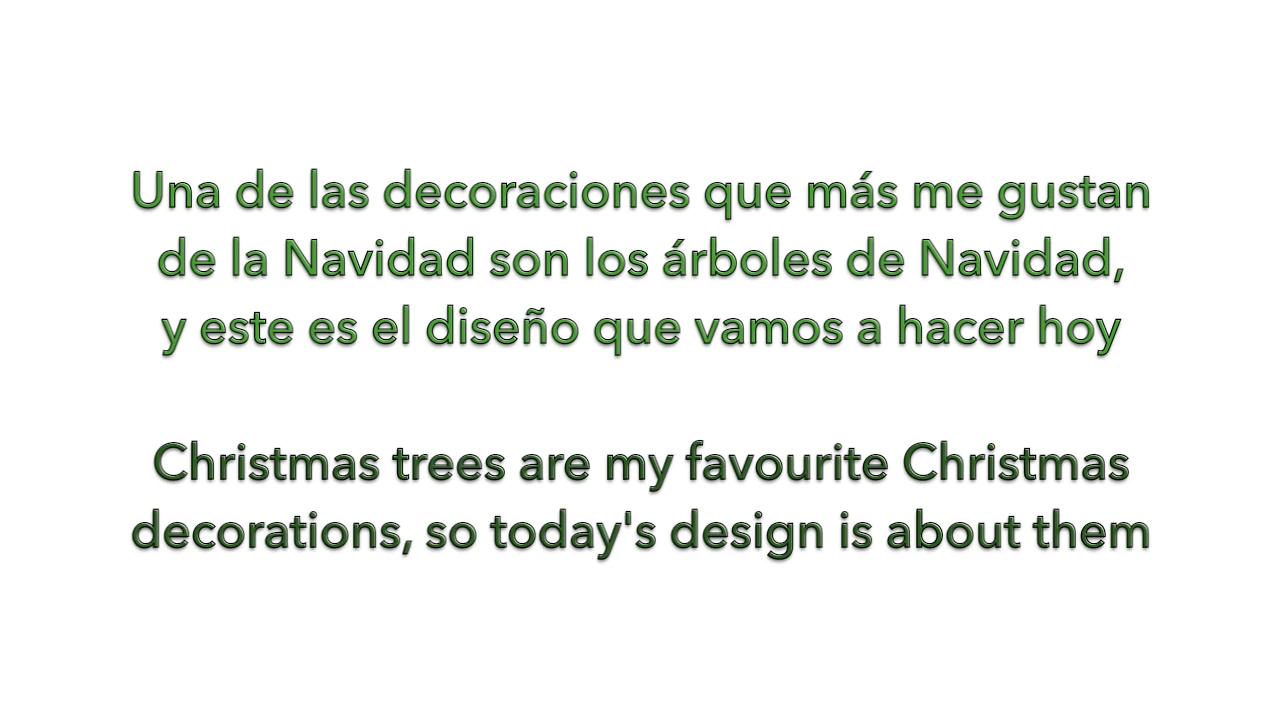 Una de las decoraciones que más me gustan
de la Navidad son los árboles de Navidad,
y este es el diseño que vamos a hacer hoy
Christmas trees are my favourite Christmas
decorations, so today's design is about them